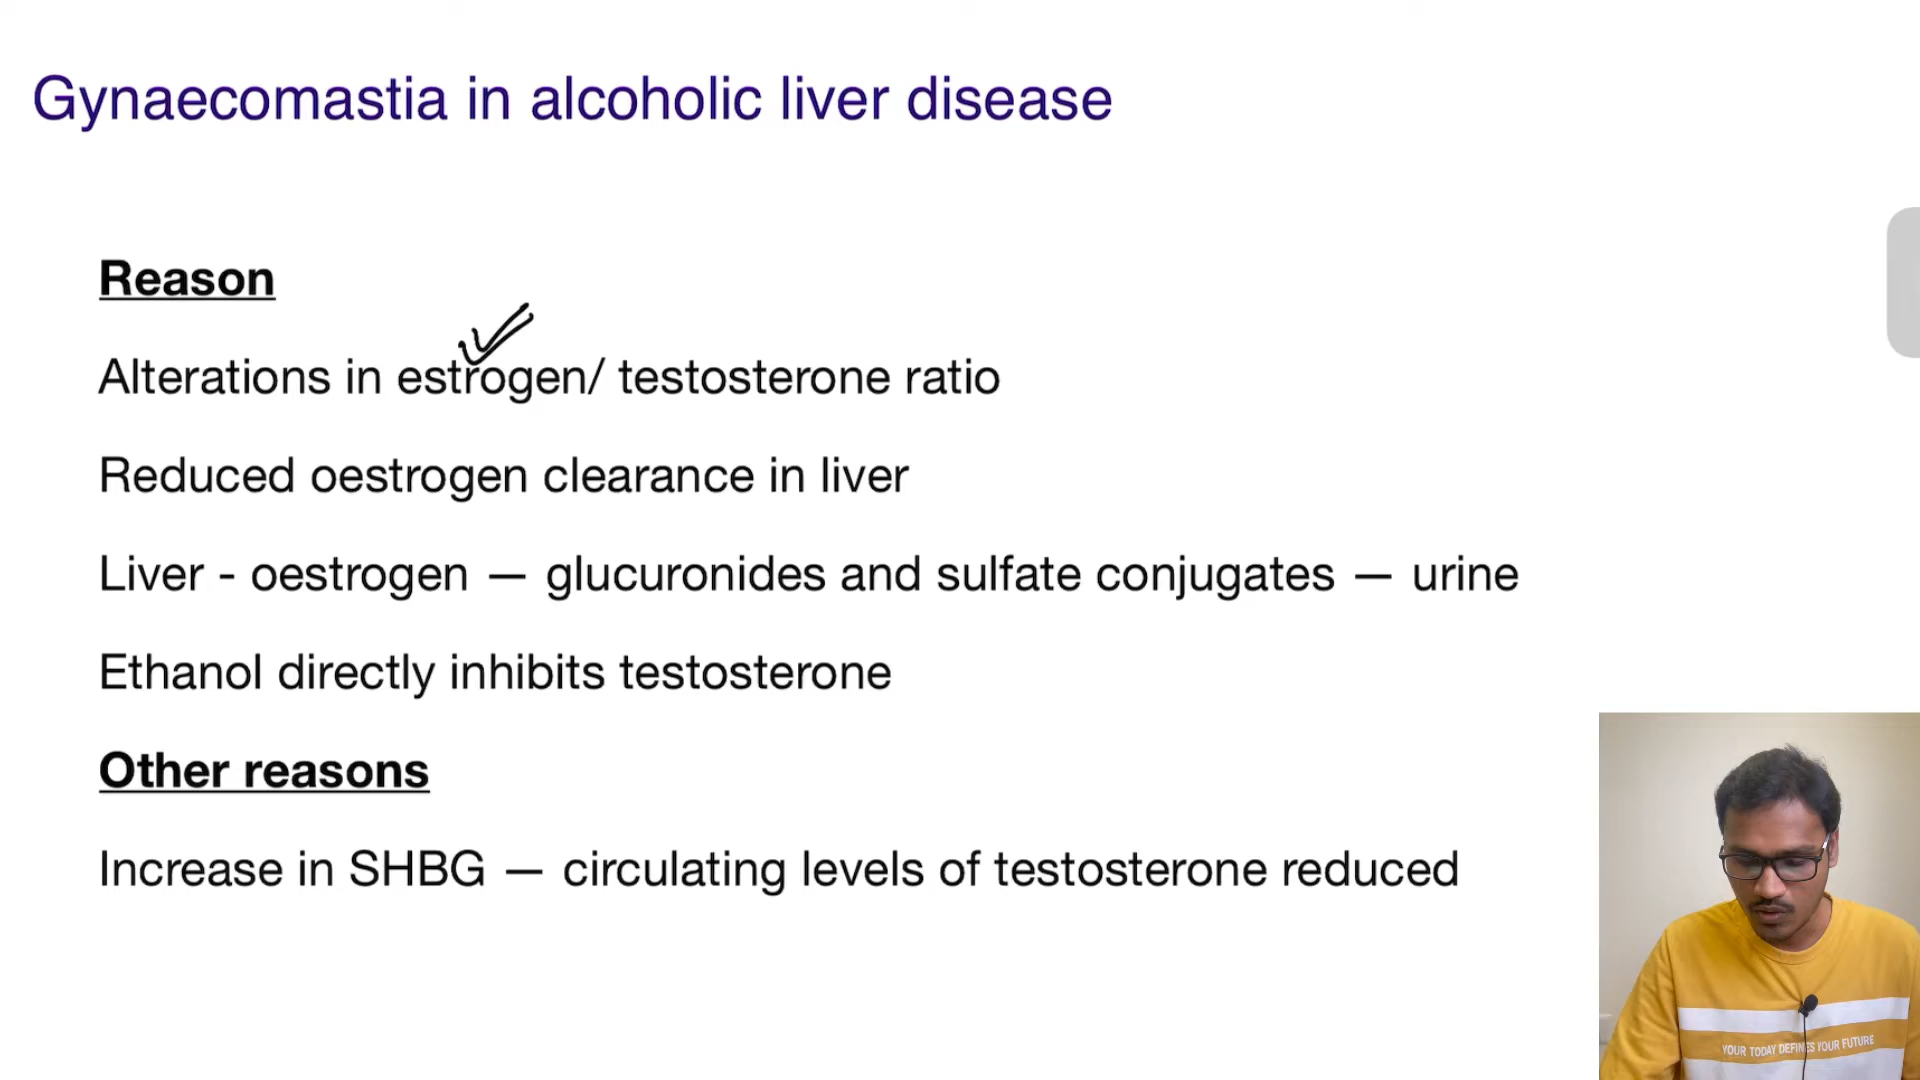 Gynaecomastia in alcoholic liver disease
Reason
Alterations in estrogen/ testosterone ratio
Reduced oestrogen clearance in liver
Liver - oestrogen — glucuronides and sulfate conjugates — urine
Ethanol directly inhibits testosterone
Other reasons
Increase in SHBG — circulating levels of testosterone reduced
YOUR TODAY DEFINES YOUR FUTURE